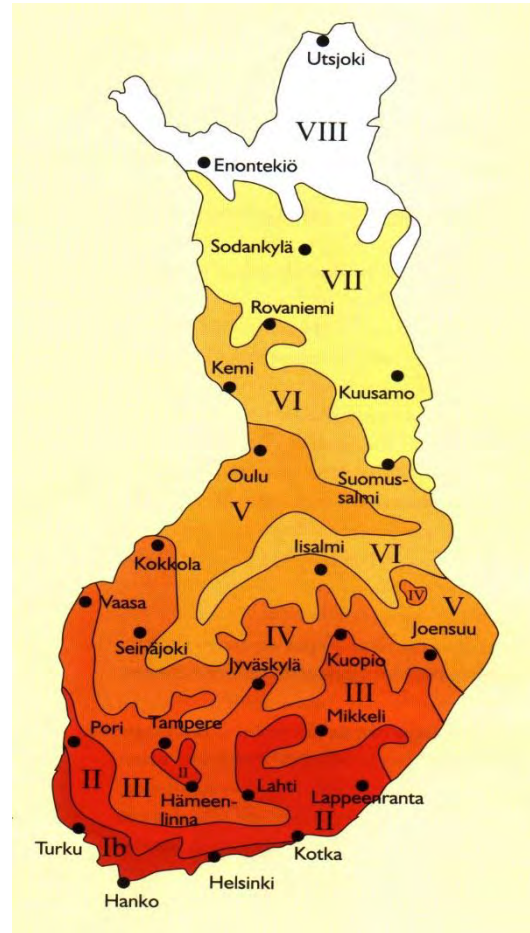 Utsjoki
VIII
Enontekiö
Sodankylä
VII
Rovaniemi
Kemi
VI
Kuusamo
Oulu
Suomus-
salmi
V
Iisalmi
VI
Kokkola
IV
V
Vaasa
IV
Joensuu
Seinäjoki
Kuopio
Jyväskylä
III
Pori
Tampere
Mikkeli
II
II
III
Lahti
Lappeenranta
Hämeen-
linna
II
Turku
Ib
Kotka
Helsinki
Hanko